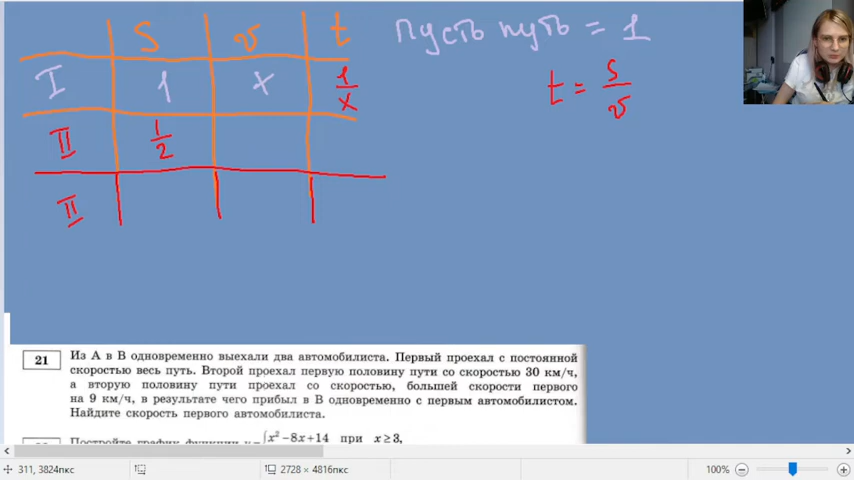 S v t
пусть путь = 1
I 1 x 1/x
t = s/v
II 1/2
II
21
Из А в В одновременно выехали два автомобилиста. Первый проехал с постоянной
скоростью весь путь. Второй проехал первую половину пути со скоростью 30 км/ч,
а вторую половину пути проехал со скоростью, большей скорости первого
на 9 км/ч, в результате чего прибыл в В одновременно с первым автомобилистом.
Найдите скорость первого автомобилиста.
Постройте график функции x² − 8x + 14 при x ≥ 3,
311, 3824пкс
2728 × 4816пкс
100%